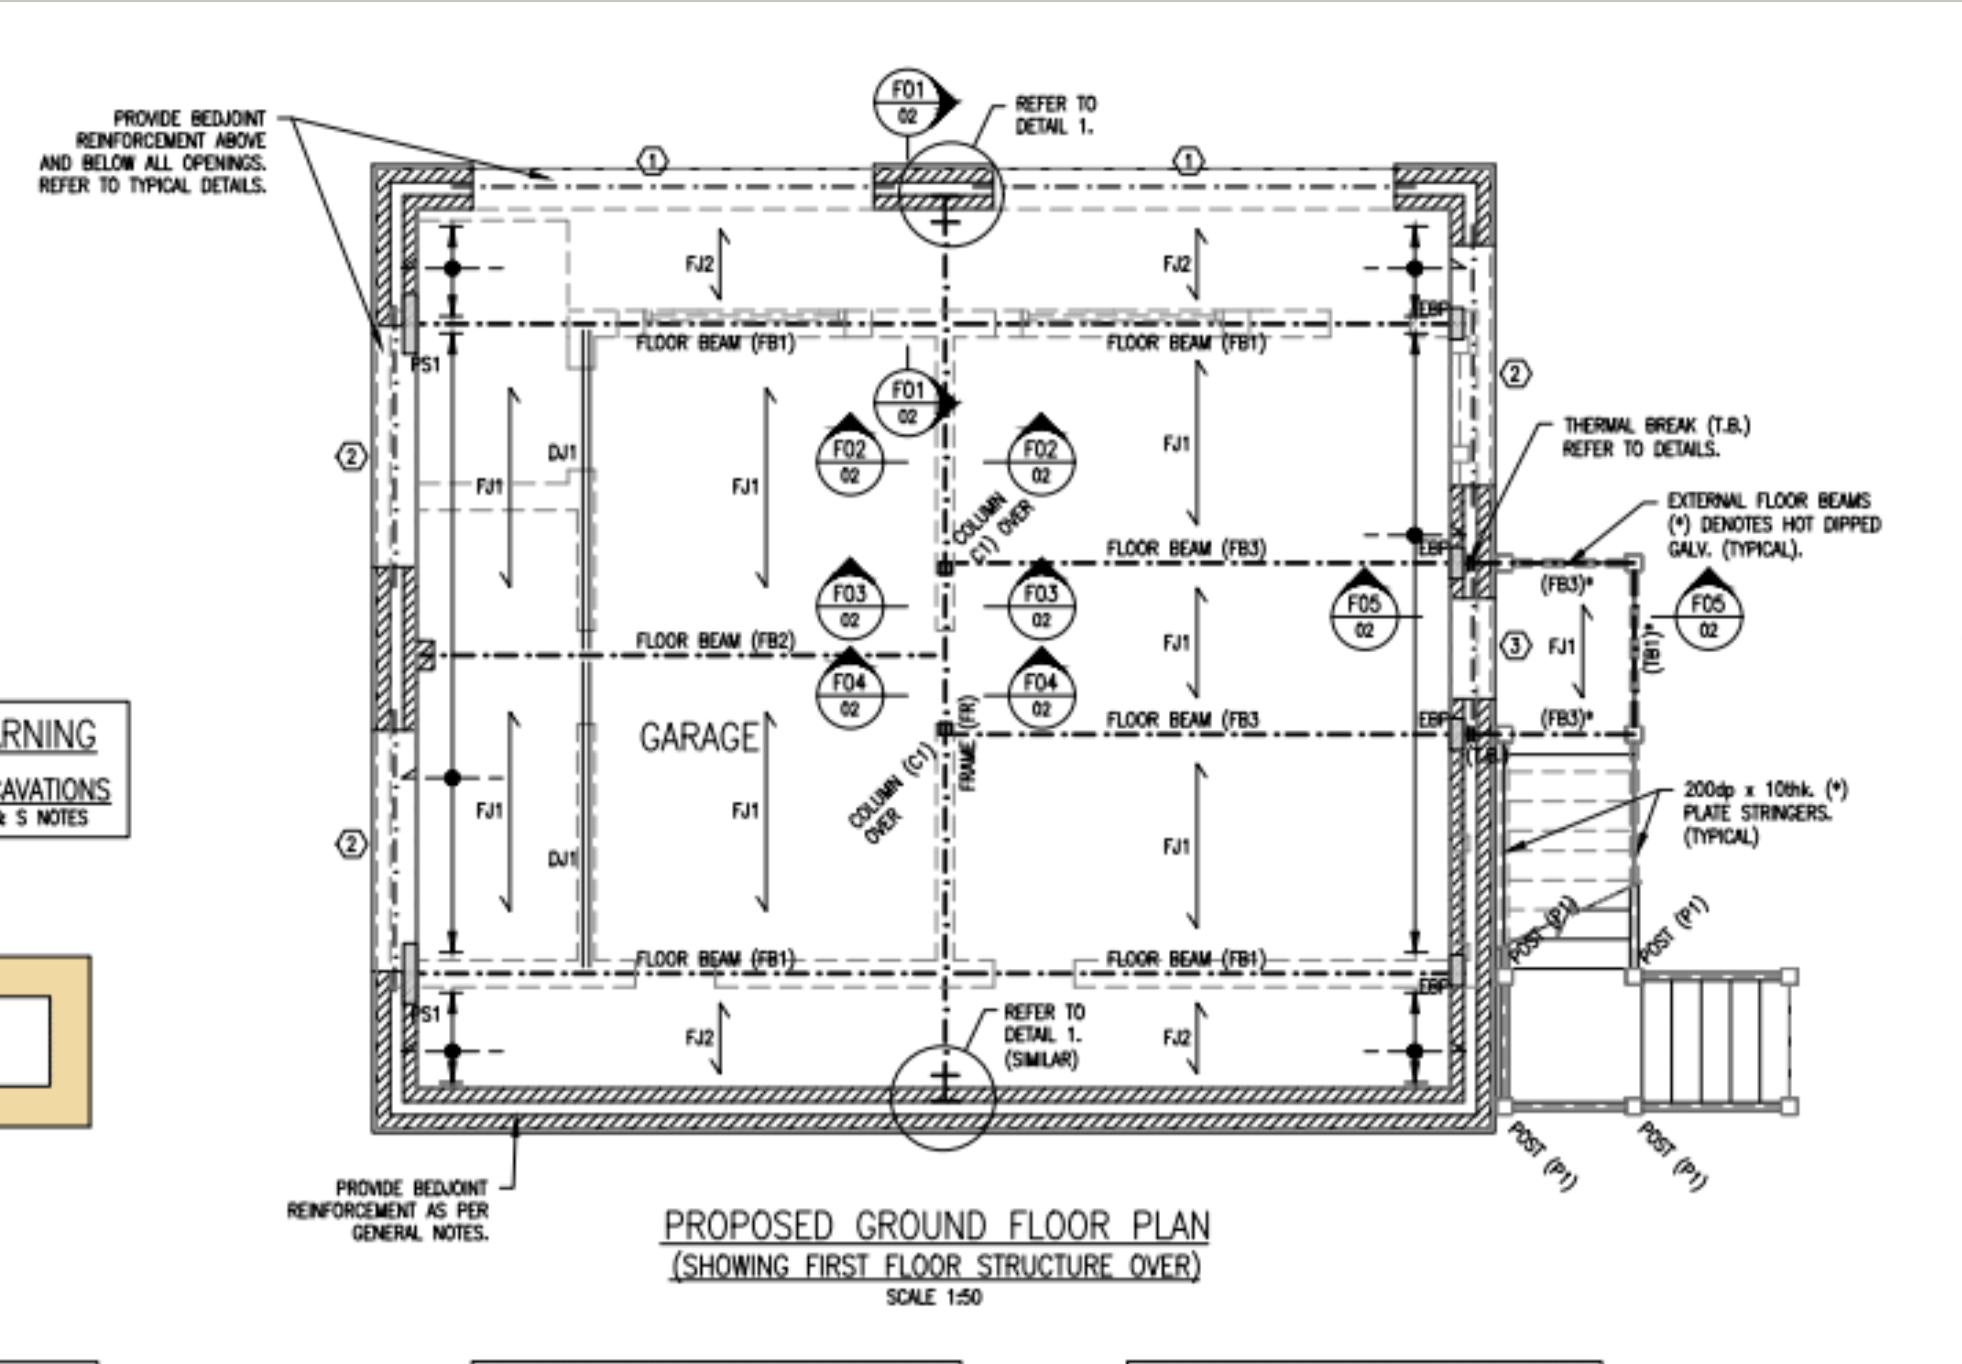 F01
02
REFER TO
DETAIL 1.
PROVIDE BEDJOINT
REINFORCEMENT ABOVE
AND BELOW ALL OPENINGS.
REFER TO TYPICAL DETAILS.
1
1
FJ2
FJ2
EBP
FLOOR BEAM (FB1)
FLOOR BEAM (FB1)
PS1
2
F01
02
THERMAL BREAK (T.B.)
REFER TO DETAILS.
F02
02
F02
02
DJ1
FJ1
2
FJ1
FJ1
COLUMN
(C1) OVER
EXTERNAL FLOOR BEAMS
(*) DENOTES HOT DIPPED
GALV. (TYPICAL).
FLOOR BEAM (FB3)
EBP
(FB3)*
F03
02
F03
02
F05
02
F05
02
FLOOR BEAM (FB2)
FJ1
3
FJ1
(TB1)*
F04
02
F04
02
GARAGE
FLOOR BEAM (FB3
EBP
(FB3)*
FRAME (FR)
COLUMN (C1)
OVER
ARNING
CAVATIONS
& S NOTES
200dp x 10thk. (*)
PLATE STRINGERS.
(TYPICAL)
FJ1
FJ1
2
FJ1
DJ1
POST (P1)
POST (P1)
FLOOR BEAM (FB1)
FLOOR BEAM (FB1)
EBP
PS1
FJ2
REFER TO
DETAIL 1.
(SIMILAR)
FJ2
POST (P1)
POST (P1)
PROVIDE BEDJOINT
REINFORCEMENT AS PER
GENERAL NOTES.
PROPOSED GROUND FLOOR PLAN
(SHOWING FIRST FLOOR STRUCTURE OVER)
SCALE 1:50